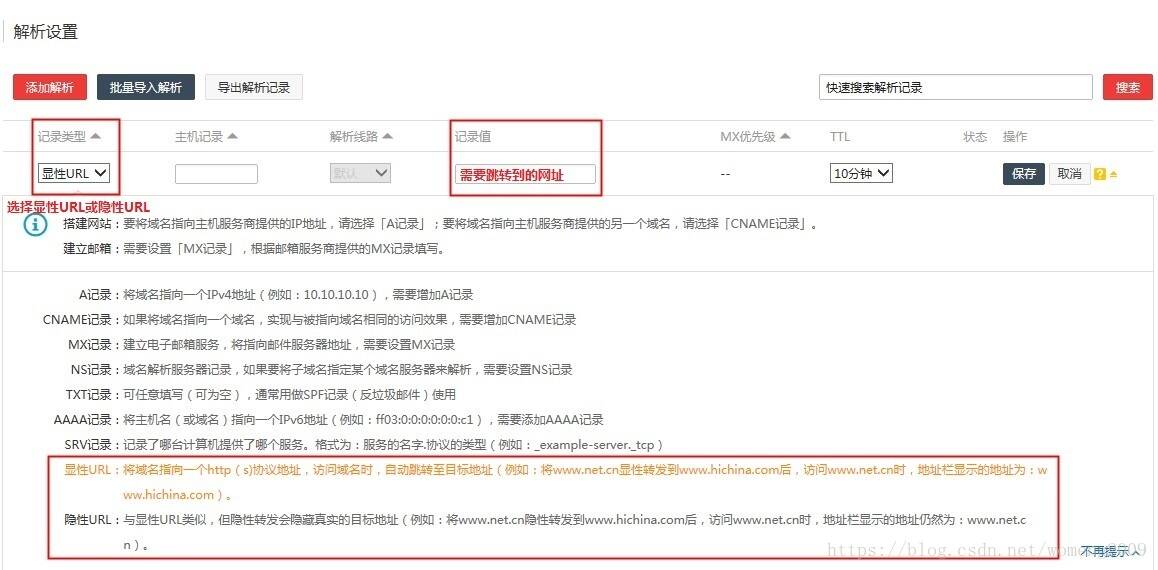 解析设置
添加解析 批量导入解析 导出解析记录 快速搜索解析记录 搜索
记录类型 主机记录 解析线路 记录值 MX优先级 TTL 状态 操作
显性URL 默认 需要跳转到的网址 -- 10分钟 保存 取消 ?
选择显性URL或隐性URL
搭建网站：要将域名指向主机服务商提供的IP地址，请选择「A记录」；要将域名指向主机服务商提供的另一个域名，请选择「CNAME记录」。
建立邮箱：需要设置「MX记录」，根据邮箱服务商提供的MX记录填写。
A记录：将域名指向一个IPv4地址（例如：10.10.10.10），需要增加A记录
CNAME记录：如果将域名指向一个域名，实现与被指向域名相同的访问效果，需要增加CNAME记录
MX记录：建立电子邮箱服务，将指向邮件服务器地址，需要设置MX记录
NS记录：域名解析服务器记录，如果要将子域名指定某个域名服务器来解析，需要设置NS记录
TXT记录：可任意填写（可为空），通常用做SPF记录（反垃圾邮件）使用
AAAA记录：将主机名（或域名）指向一个IPv6地址（例如：ff03:0:0:0:0:0:0:c1），需要添加AAAA记录
SRV记录：记录了哪台计算机提供了哪个服务。格式为：服务的名字.协议的类型（例如：_example-server._tcp）
显性URL：将域名指向一个http（s)协议地址，访问域名时，自动跳转至目标地址（例如：将www.net.cn显性转发到www.hichina.com后，访问www.net.cn时，地址栏显示的地址为：w
ww.hichina.com）。
隐性URL：与显性URL类似，但隐性转发会隐藏真实的目标地址（例如：将www.net.cn隐性转发到www.hichina.com后，访问www.net.cn时，地址栏显示的地址仍然为：www.net.c
n）。
不再提示